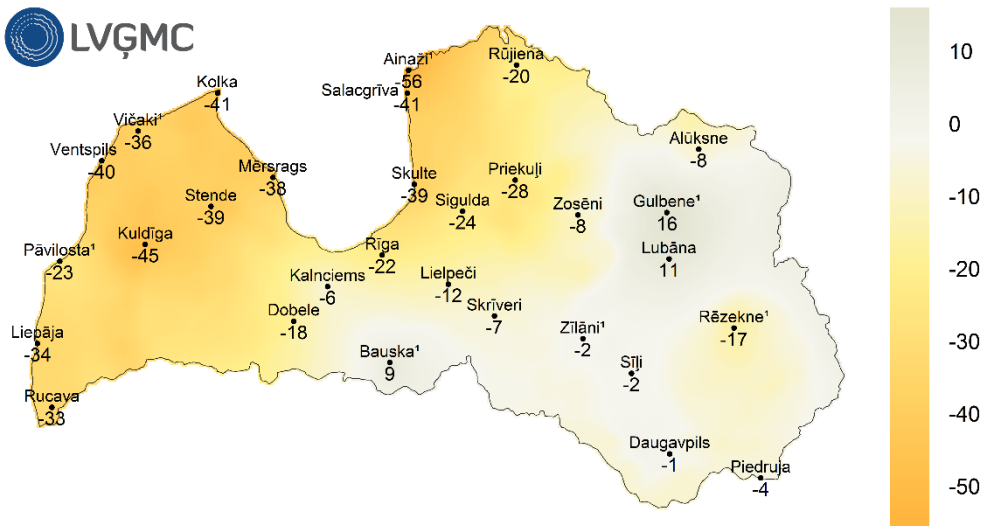 LVĢMC
Ainaži¹
-56
Rūjiena
-20
Kolka
-41
Salacgrīva
-41
Vičaki¹
-36
Alūksne
-8
Ventspils
-40
Mērsrags
-38
Skulte
-39
Priekuļi
-28
Stende
-39
Sigulda
-24
Zosēni
-8
Gulbene¹
16
Kuldīga
-45
Pāvilosta¹
-23
Rīga
-22
Lubāna
11
Kalnciems
-6
Lielpeči
-12
Dobele
-18
Skrīveri
-7
Rēzekne¹
-17
Liepāja
-34
Zīlāni¹
-2
Bauska¹
9
Sīļi
-2
Rucava
-33
Daugavpils
-1
Piedruja
-4
10
0
-10
-20
-30
-40
-50